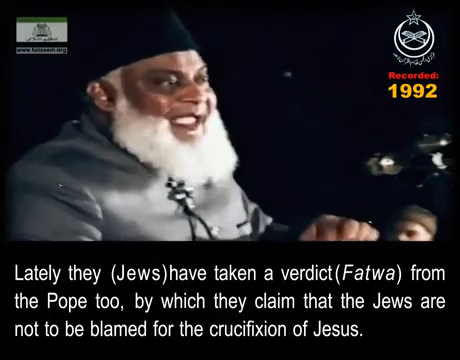 www.tanzeem.org
Recorded:
1992
Lately they (Jews)have taken a verdict(Fatwa) from
the Pope too, by which they claim that the Jews are
not to be blamed for the crucifixion of Jesus.